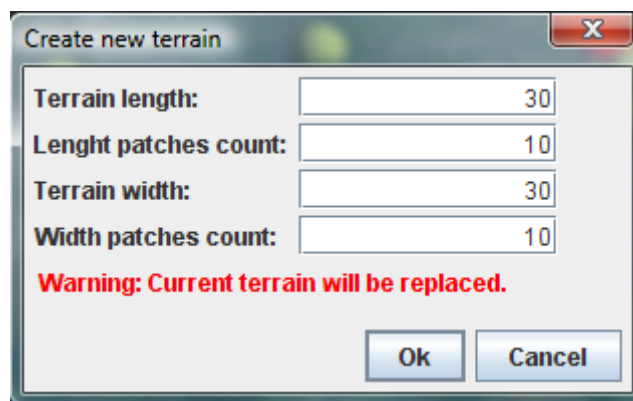 Create new terrain
Terrain length: 30
Lenght patches count: 10
Terrain width: 30
Width patches count: 10
Warning: Current terrain will be replaced.
Ok Cancel